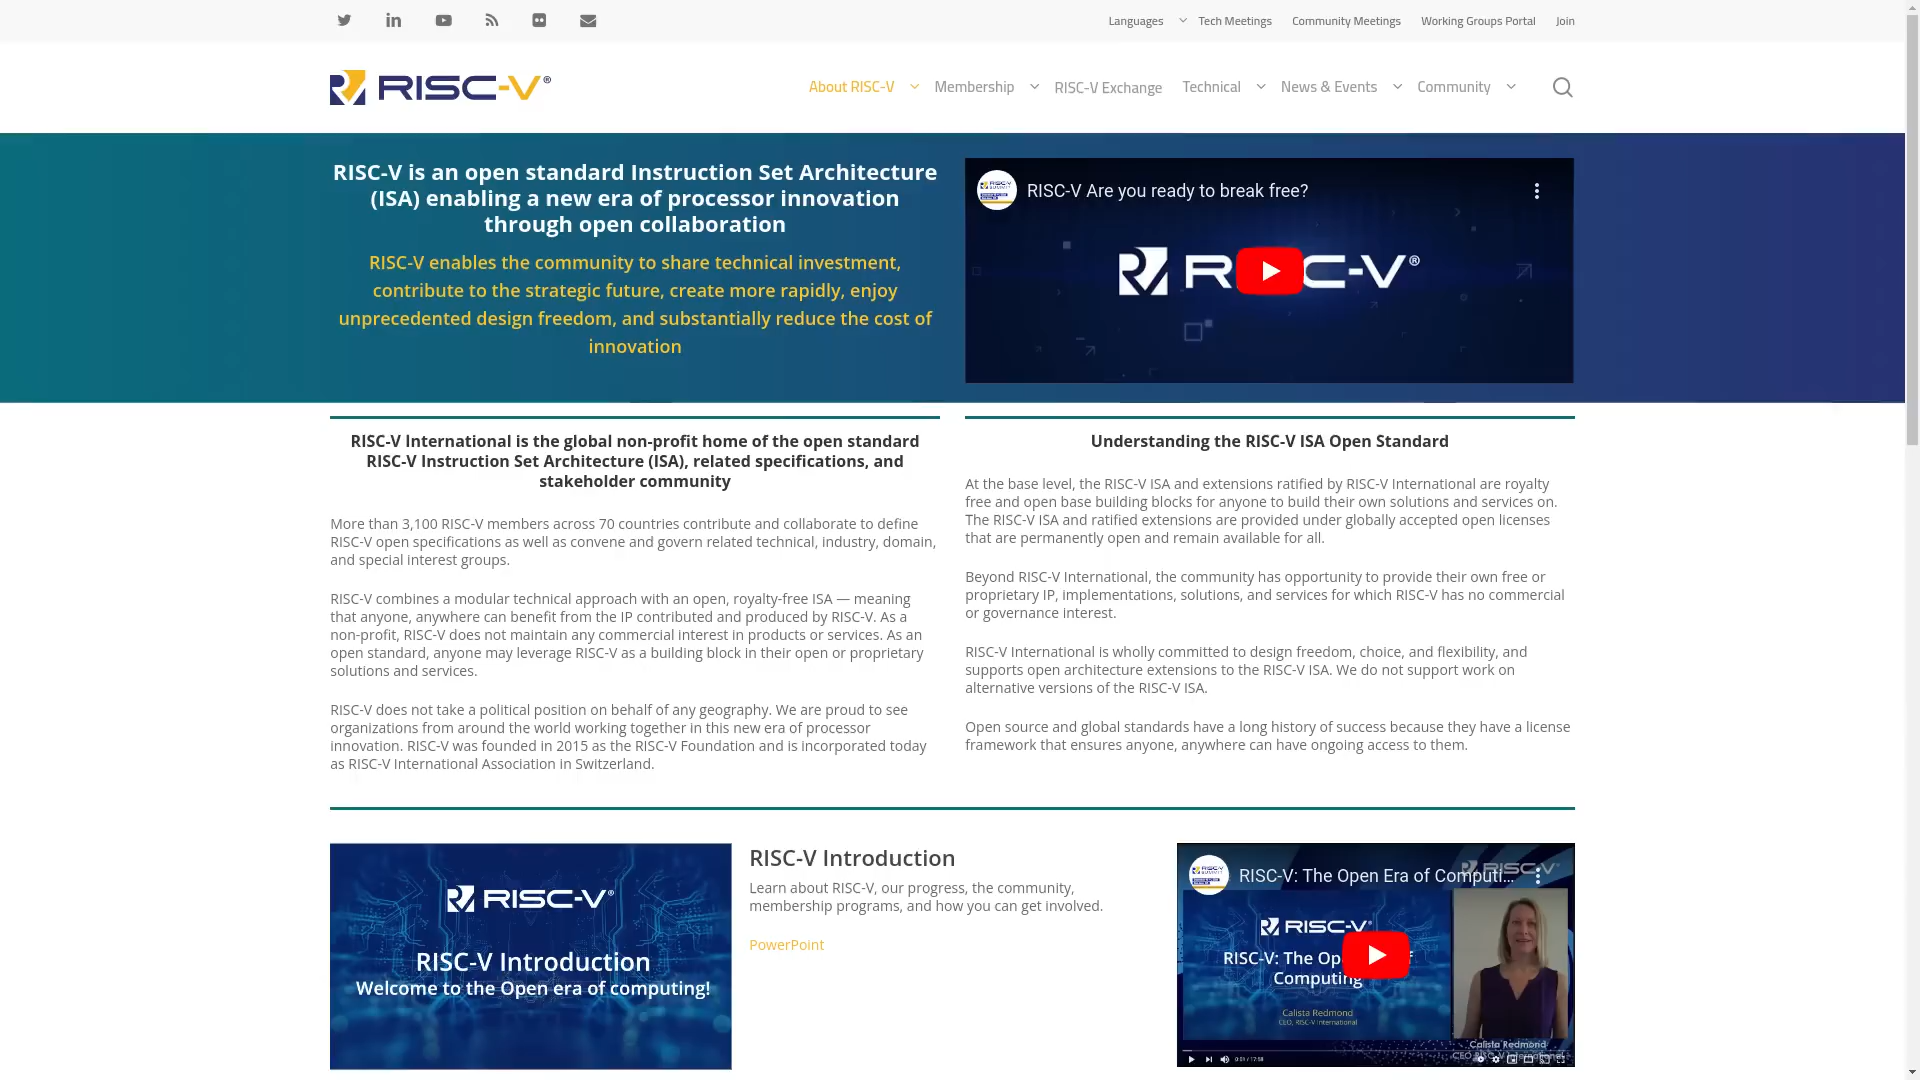 Languages Tech Meetings Community Meetings Working Groups Portal Join
RISC-V®
About RISC-V Membership RISC-V Exchange Technical News & Events Community
RISC-V is an open standard Instruction Set Architecture
(ISA) enabling a new era of processor innovation
through open collaboration
RISC-V enables the community to share technical investment,
contribute to the strategic future, create more rapidly, enjoy
unprecedented design freedom, and substantially reduce the cost of
innovation
RISC-V Are you ready to break free?
RISC-V International is the global non-profit home of the open standard
RISC-V Instruction Set Architecture (ISA), related specifications, and
stakeholder community
More than 3,100 RISC-V members across 70 countries contribute and collaborate to define
RISC-V open specifications as well as convene and govern related technical, industry, domain,
and special interest groups.
RISC-V combines a modular technical approach with an open, royalty-free ISA — meaning
that anyone, anywhere can benefit from the IP contributed and produced by RISC-V. As a
non-profit, RISC-V does not maintain any commercial interest in products or services. As an
open standard, anyone may leverage RISC-V as a building block in their open or proprietary
solutions and services.
RISC-V does not take a political position on behalf of any geography. We are proud to see
organizations from around the world working together in this new era of processor
innovation. RISC-V was founded in 2015 as the RISC-V Foundation and is incorporated today
as RISC-V International Association in Switzerland.
Understanding the RISC-V ISA Open Standard
At the base level, the RISC-V ISA and extensions ratified by RISC-V International are royalty
free and open base building blocks for anyone to build their own solutions and services on.
The RISC-V ISA and ratified extensions are provided under globally accepted open licenses
that are permanently open and remain available for all.
Beyond RISC-V International, the community has opportunity to provide their own free or
proprietary IP, implementations, solutions, and services for which RISC-V has no commercial
or governance interest.
RISC-V International is wholly committed to design freedom, choice, and flexibility, and
supports open architecture extensions to the RISC-V ISA. We do not support work on
alternative versions of the RISC-V ISA.
Open source and global standards have a long history of success because they have a license
framework that ensures anyone, anywhere can have ongoing access to them.
RISC-V®
RISC-V Introduction
Welcome to the Open era of computing!
RISC-V Introduction
Learn about RISC-V, our progress, the community,
membership programs, and how you can get involved.
PowerPoint
RISC-V®
RISC-V: The Open Era of Computi...
RISC-V®
Computing
Calista Redmond
CEO, RISC-V International
Calista Redmond
CEO RISC-V International